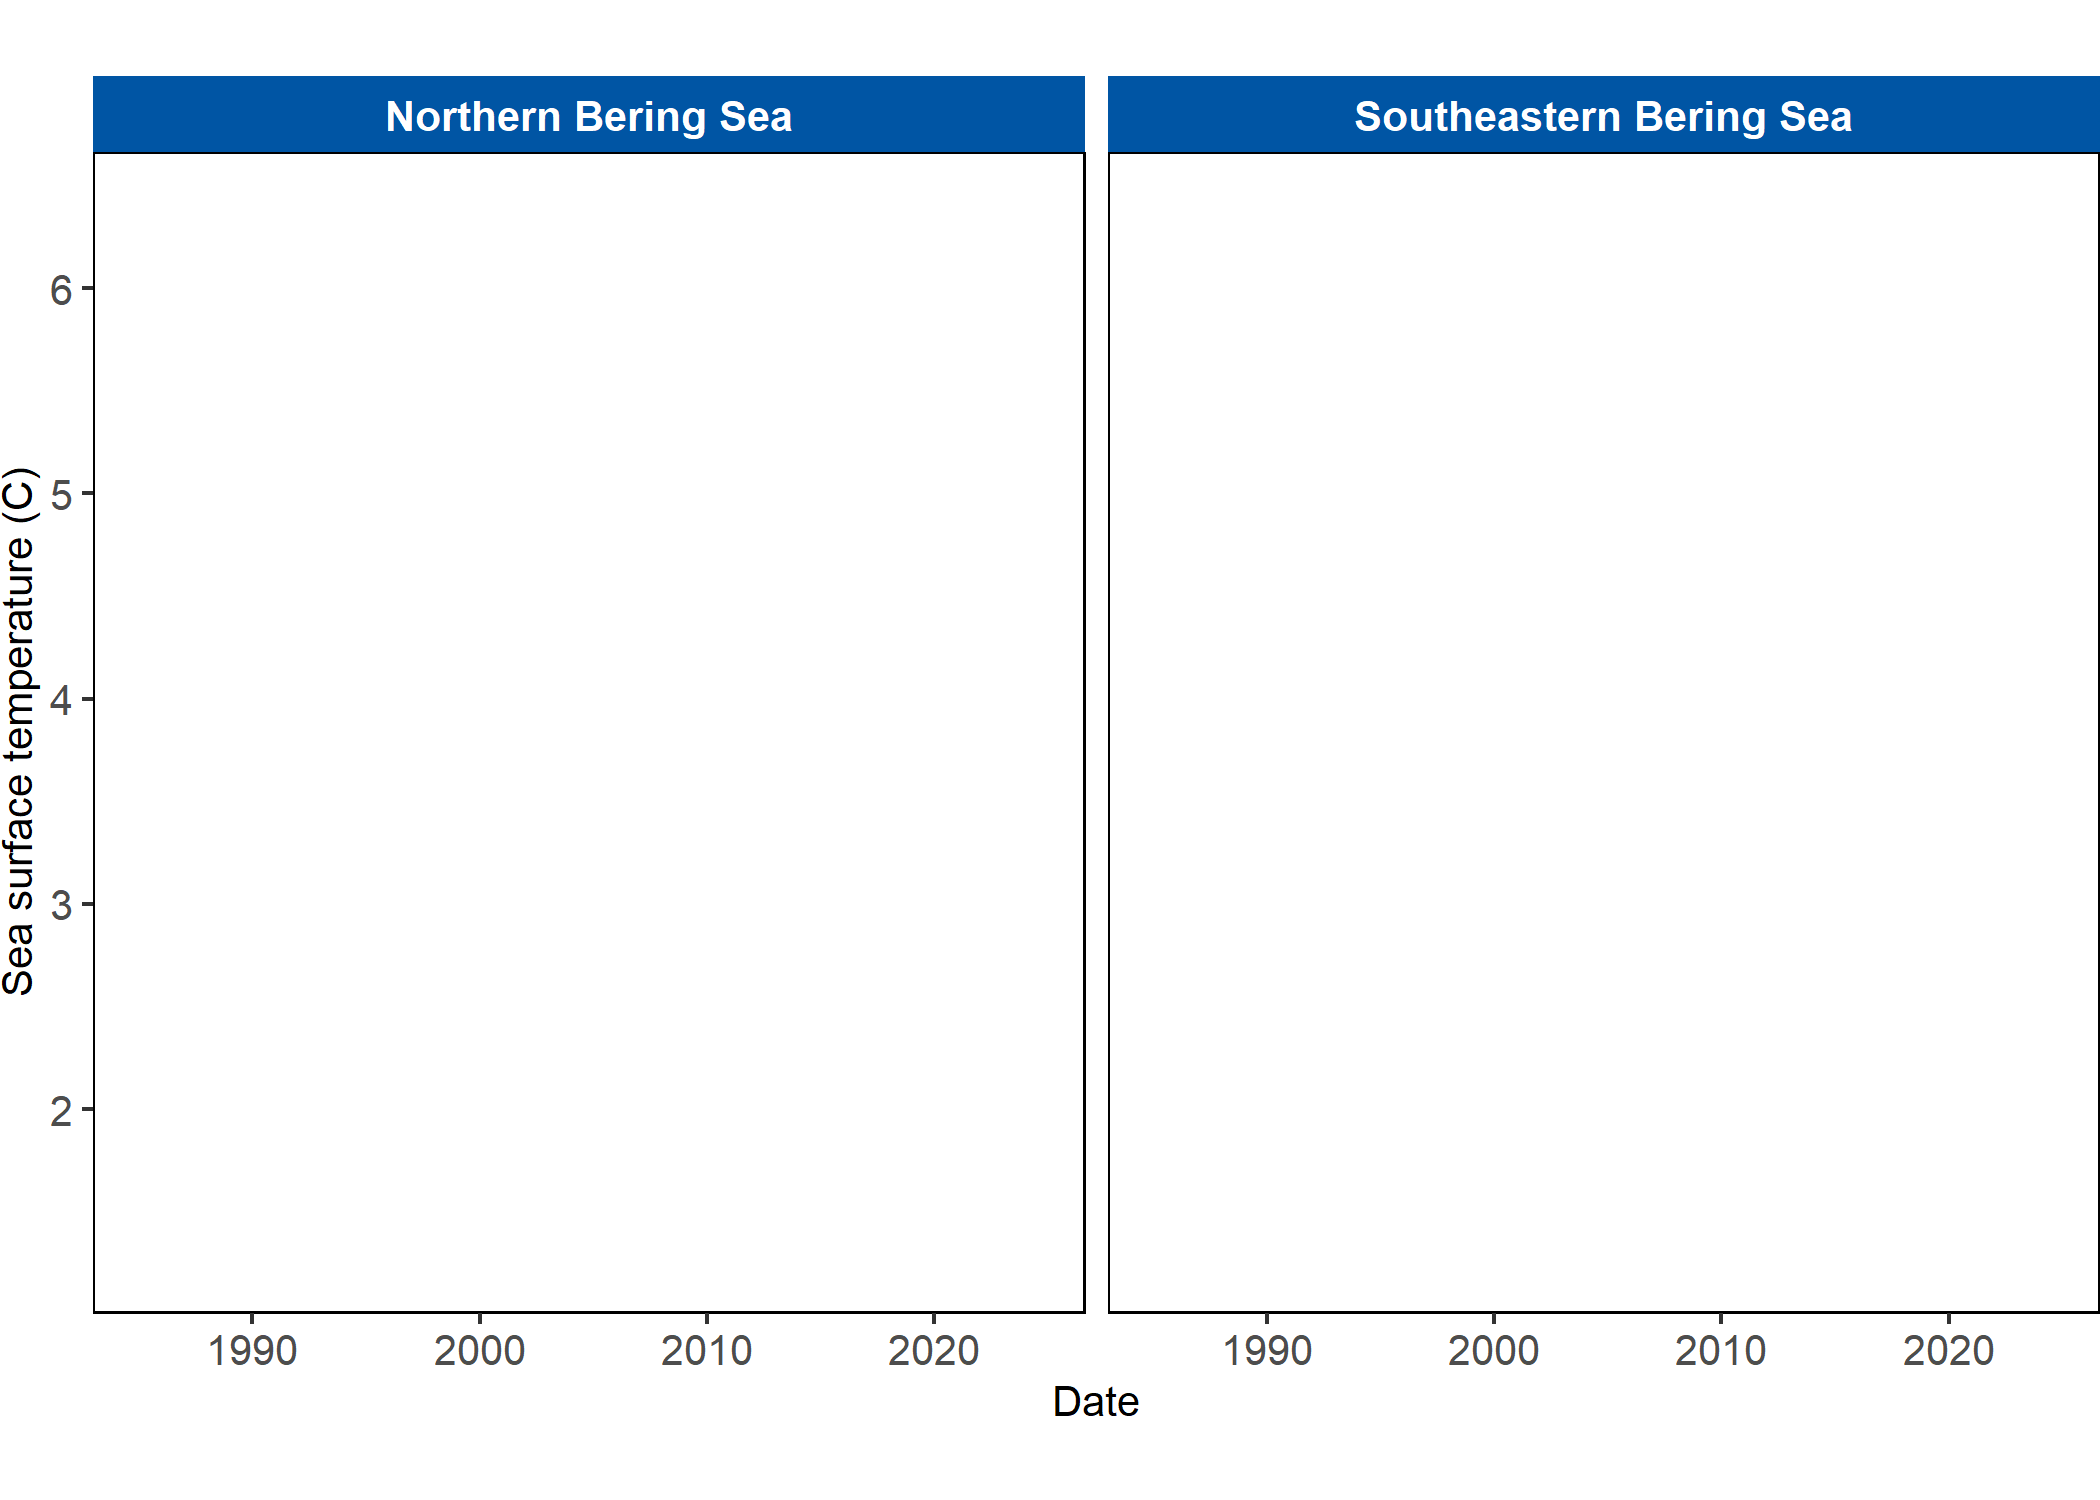 Northern Bering Sea
Southeastern Bering Sea
Sea surface temperature (C)
6
5
4
3
2
1990 2000 2010 2020
1990 2000 2010 2020
Date